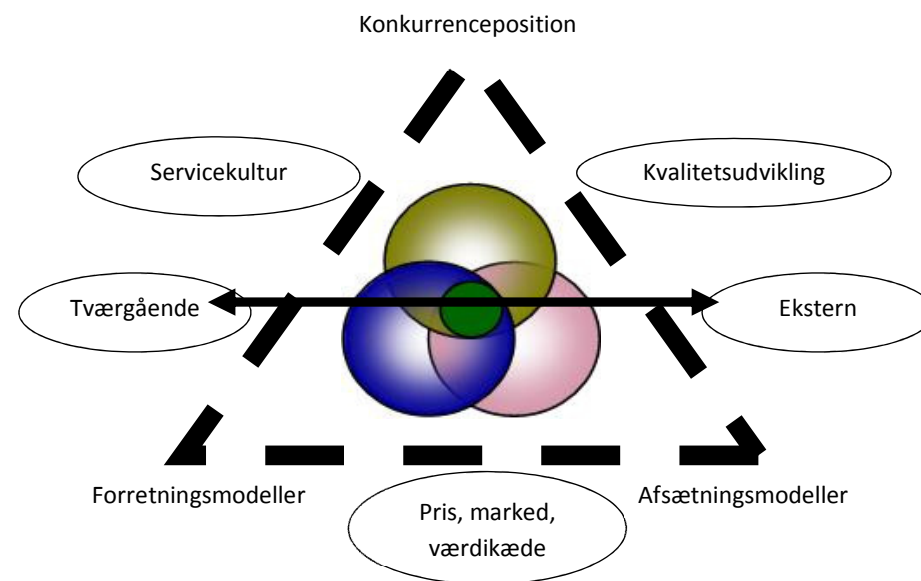 Konkurrenceposition
Servicekultur
Kvalitetsudvikling
Tværgående
Ekstern
Forretningsmodeller
Afsætningsmodeller
Pris, marked,
værdikæde